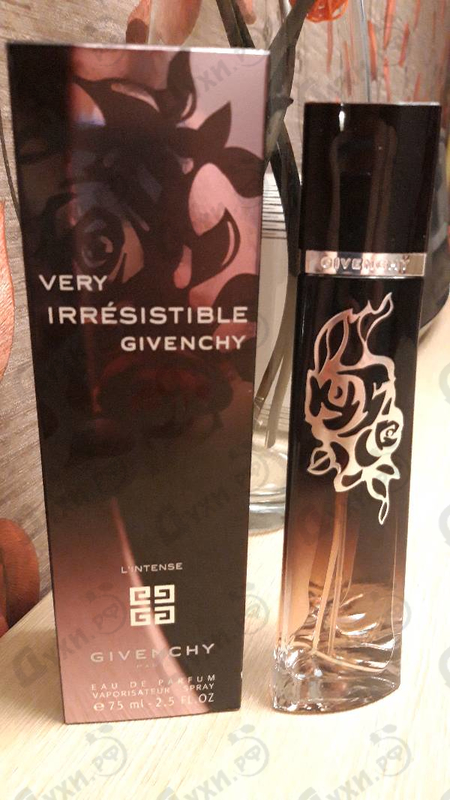 VERY
IRRÉSISTIBLE
GIVENCHY
L'INTENSE
GIVENCHY
EAU DE PARFUM
VAPORISATEUR SPRAY
℮ 75 ml - 2.5 FL.OZ
GIVENCHY
Духи.рф